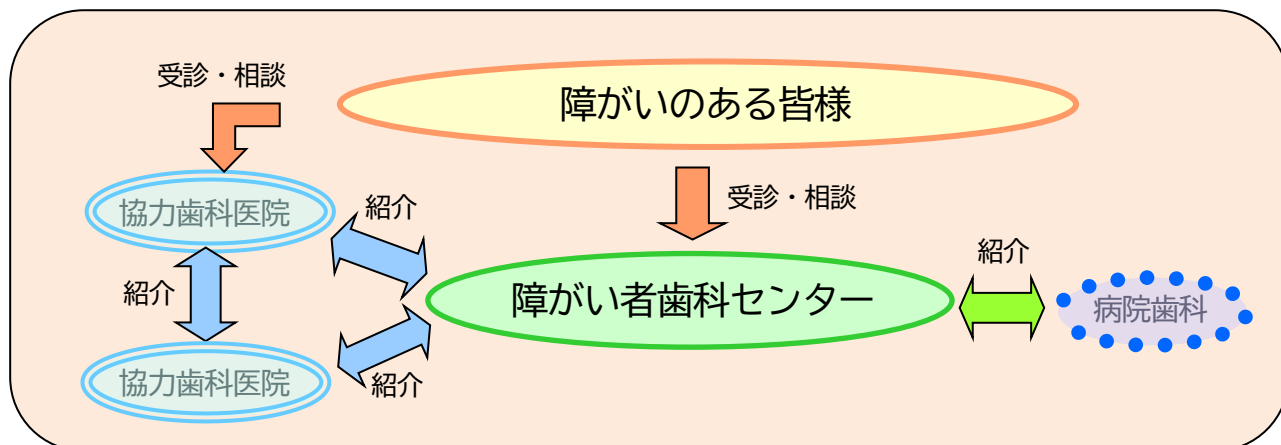 受診・相談
障がいのある皆様
協力歯科医院
紹介
受診・相談
紹介
障がい者歯科センター
紹介
病院歯科
協力歯科医院
紹介